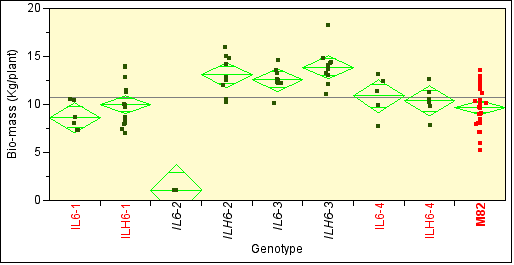 Bio-mass (Kg/plant)
20
15
10
5
0
IL6-1
ILH6-1
IL6-2
ILH6-2
IL6-3
ILH6-3
IL6-4
ILH6-4
M82
Genotype